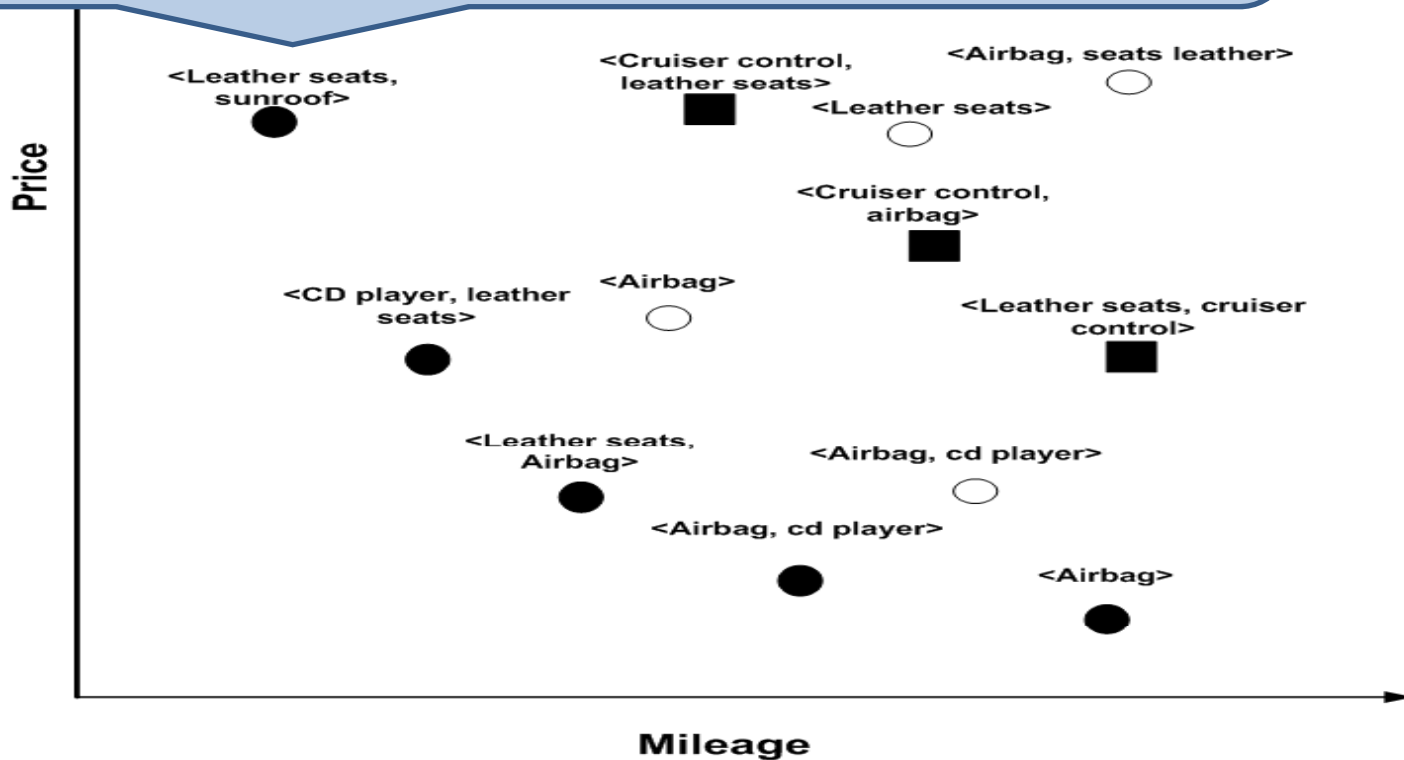 <Leather seats,
sunroof>
<Cruiser control,
leather seats>
<Airbag, seats leather>
<Leather seats>
<Cruiser control,
airbag>
<CD player, leather
seats>
<Airbag>
<Leather seats, cruiser
control>
<Leather seats,
Airbag>
<Airbag, cd player>
<Airbag, cd player>
<Airbag>
Price
Mileage